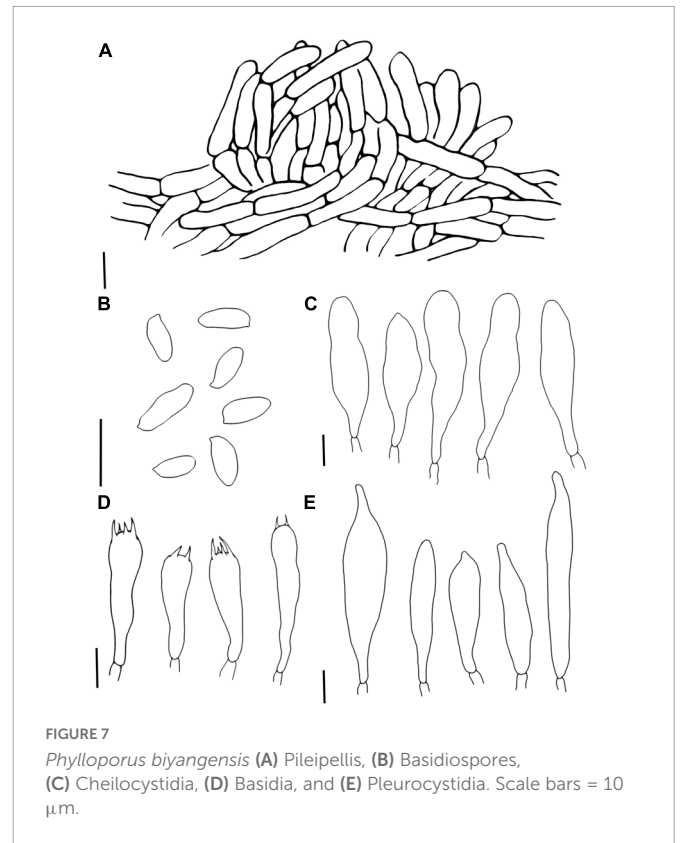 A
B
C
D
E
FIGURE 7
Phylloporus biyangensis (A) Pileipellis, (B) Basidiospores,
(C) Cheilocystidia, (D) Basidia, and (E) Pleurocystidia. Scale bars = 10
μm.